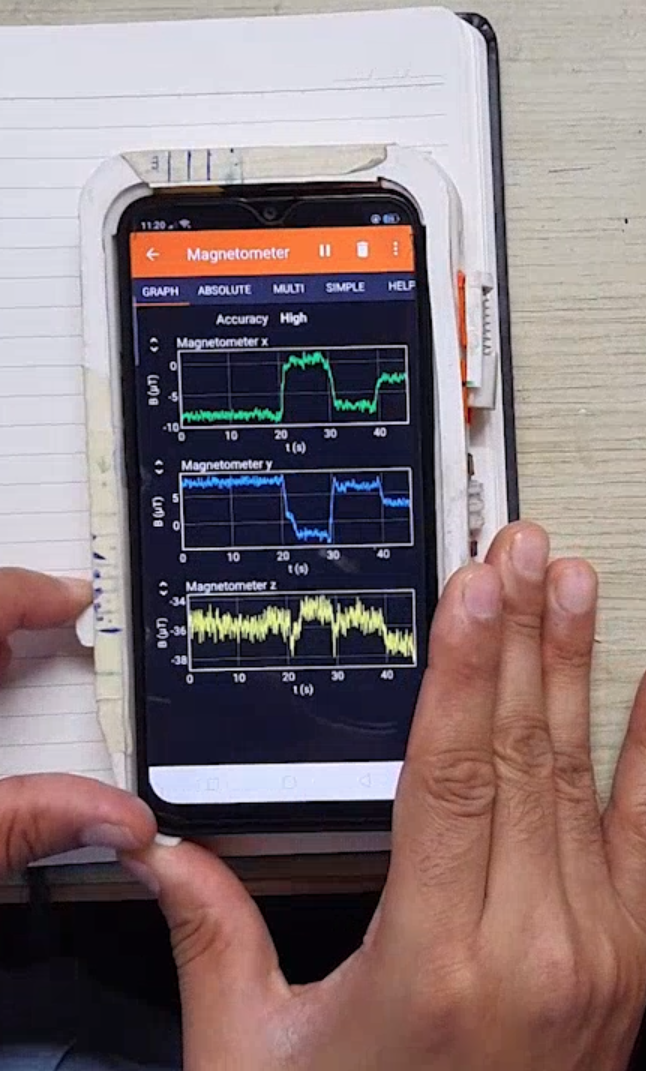 11:20
Magnetometer
GRAPH ABSOLUTE MULTI SIMPLE HELP
Accuracy High
Magnetometer x
B (µT)
0
-5
-10
0 10 20 30 40
t (s)
Magnetometer y
B (µT)
5
0
0 10 20 30 40
t (s)
Magnetometer z
B (µT)
-34
-36
-38
0 10 20 30 40
t (s)